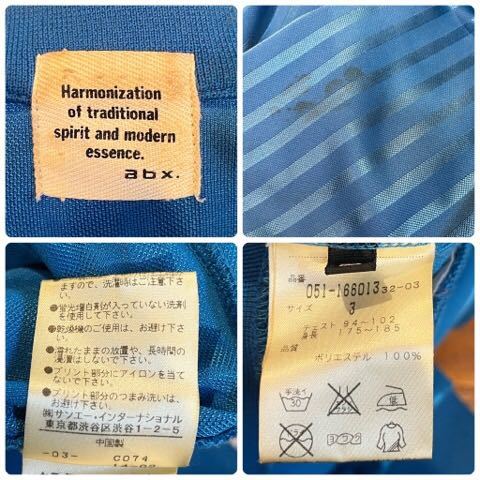 Harmonization
of traditional
spirit and modern
essence.
abx.
ますので、洗濯時はご注意下さい
●蛍光増白剤が入っていない洗剤
を使用して下さい。
●乾燥機のご使用は、お避け下さ
い。
●濡れたままの放置や、長時間の
浸漬はしないで下さい。
●プリント部分にアイロンを当て
ないで下さい。
●プリント部分のつまみ洗いは、
お避け下さい。
㈱サンエー・インターナショナル
東京都渋谷区渋谷1-2-5
中国製
-03- C074
品番
051-16601332-03
サイズ
3
チェスト 94~102
身長 175~185
品質
ポリエステル 100%
手洗イ
30
低
ヨワク